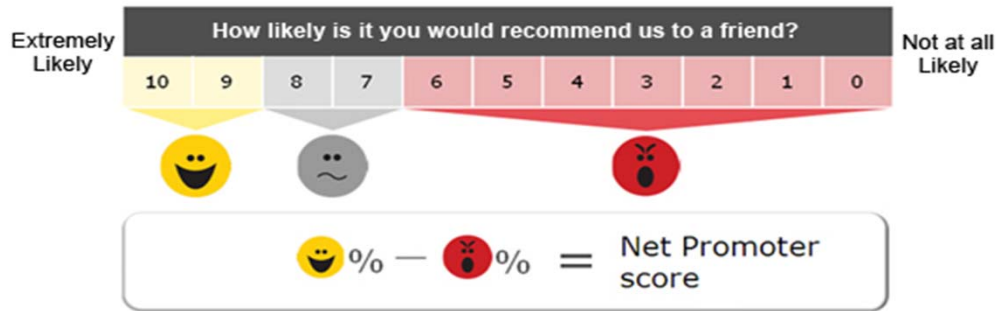 How likely is it you would recommend us to a friend?
Extremely
Likely
Not at all
Likely
10 9 8 7 6 5 4 3 2 1 0
% — % = Net Promoter
score